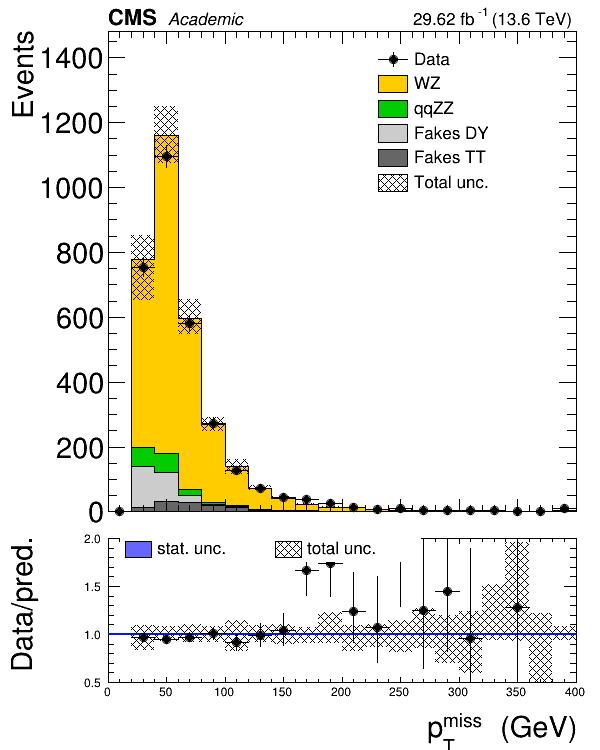 CMS Academic 29.62 fb⁻¹ (13.6 TeV)
Events
1400
1200
1000
800
600
400
200
0
Data
WZ
qqZZ
Fakes DY
Fakes TT
Total unc.
Data/pred.
2.0
1.5
1.0
0.5
stat. unc. total unc.
0 50 100 150 200 250 300 350 400
p_T^miss (GeV)